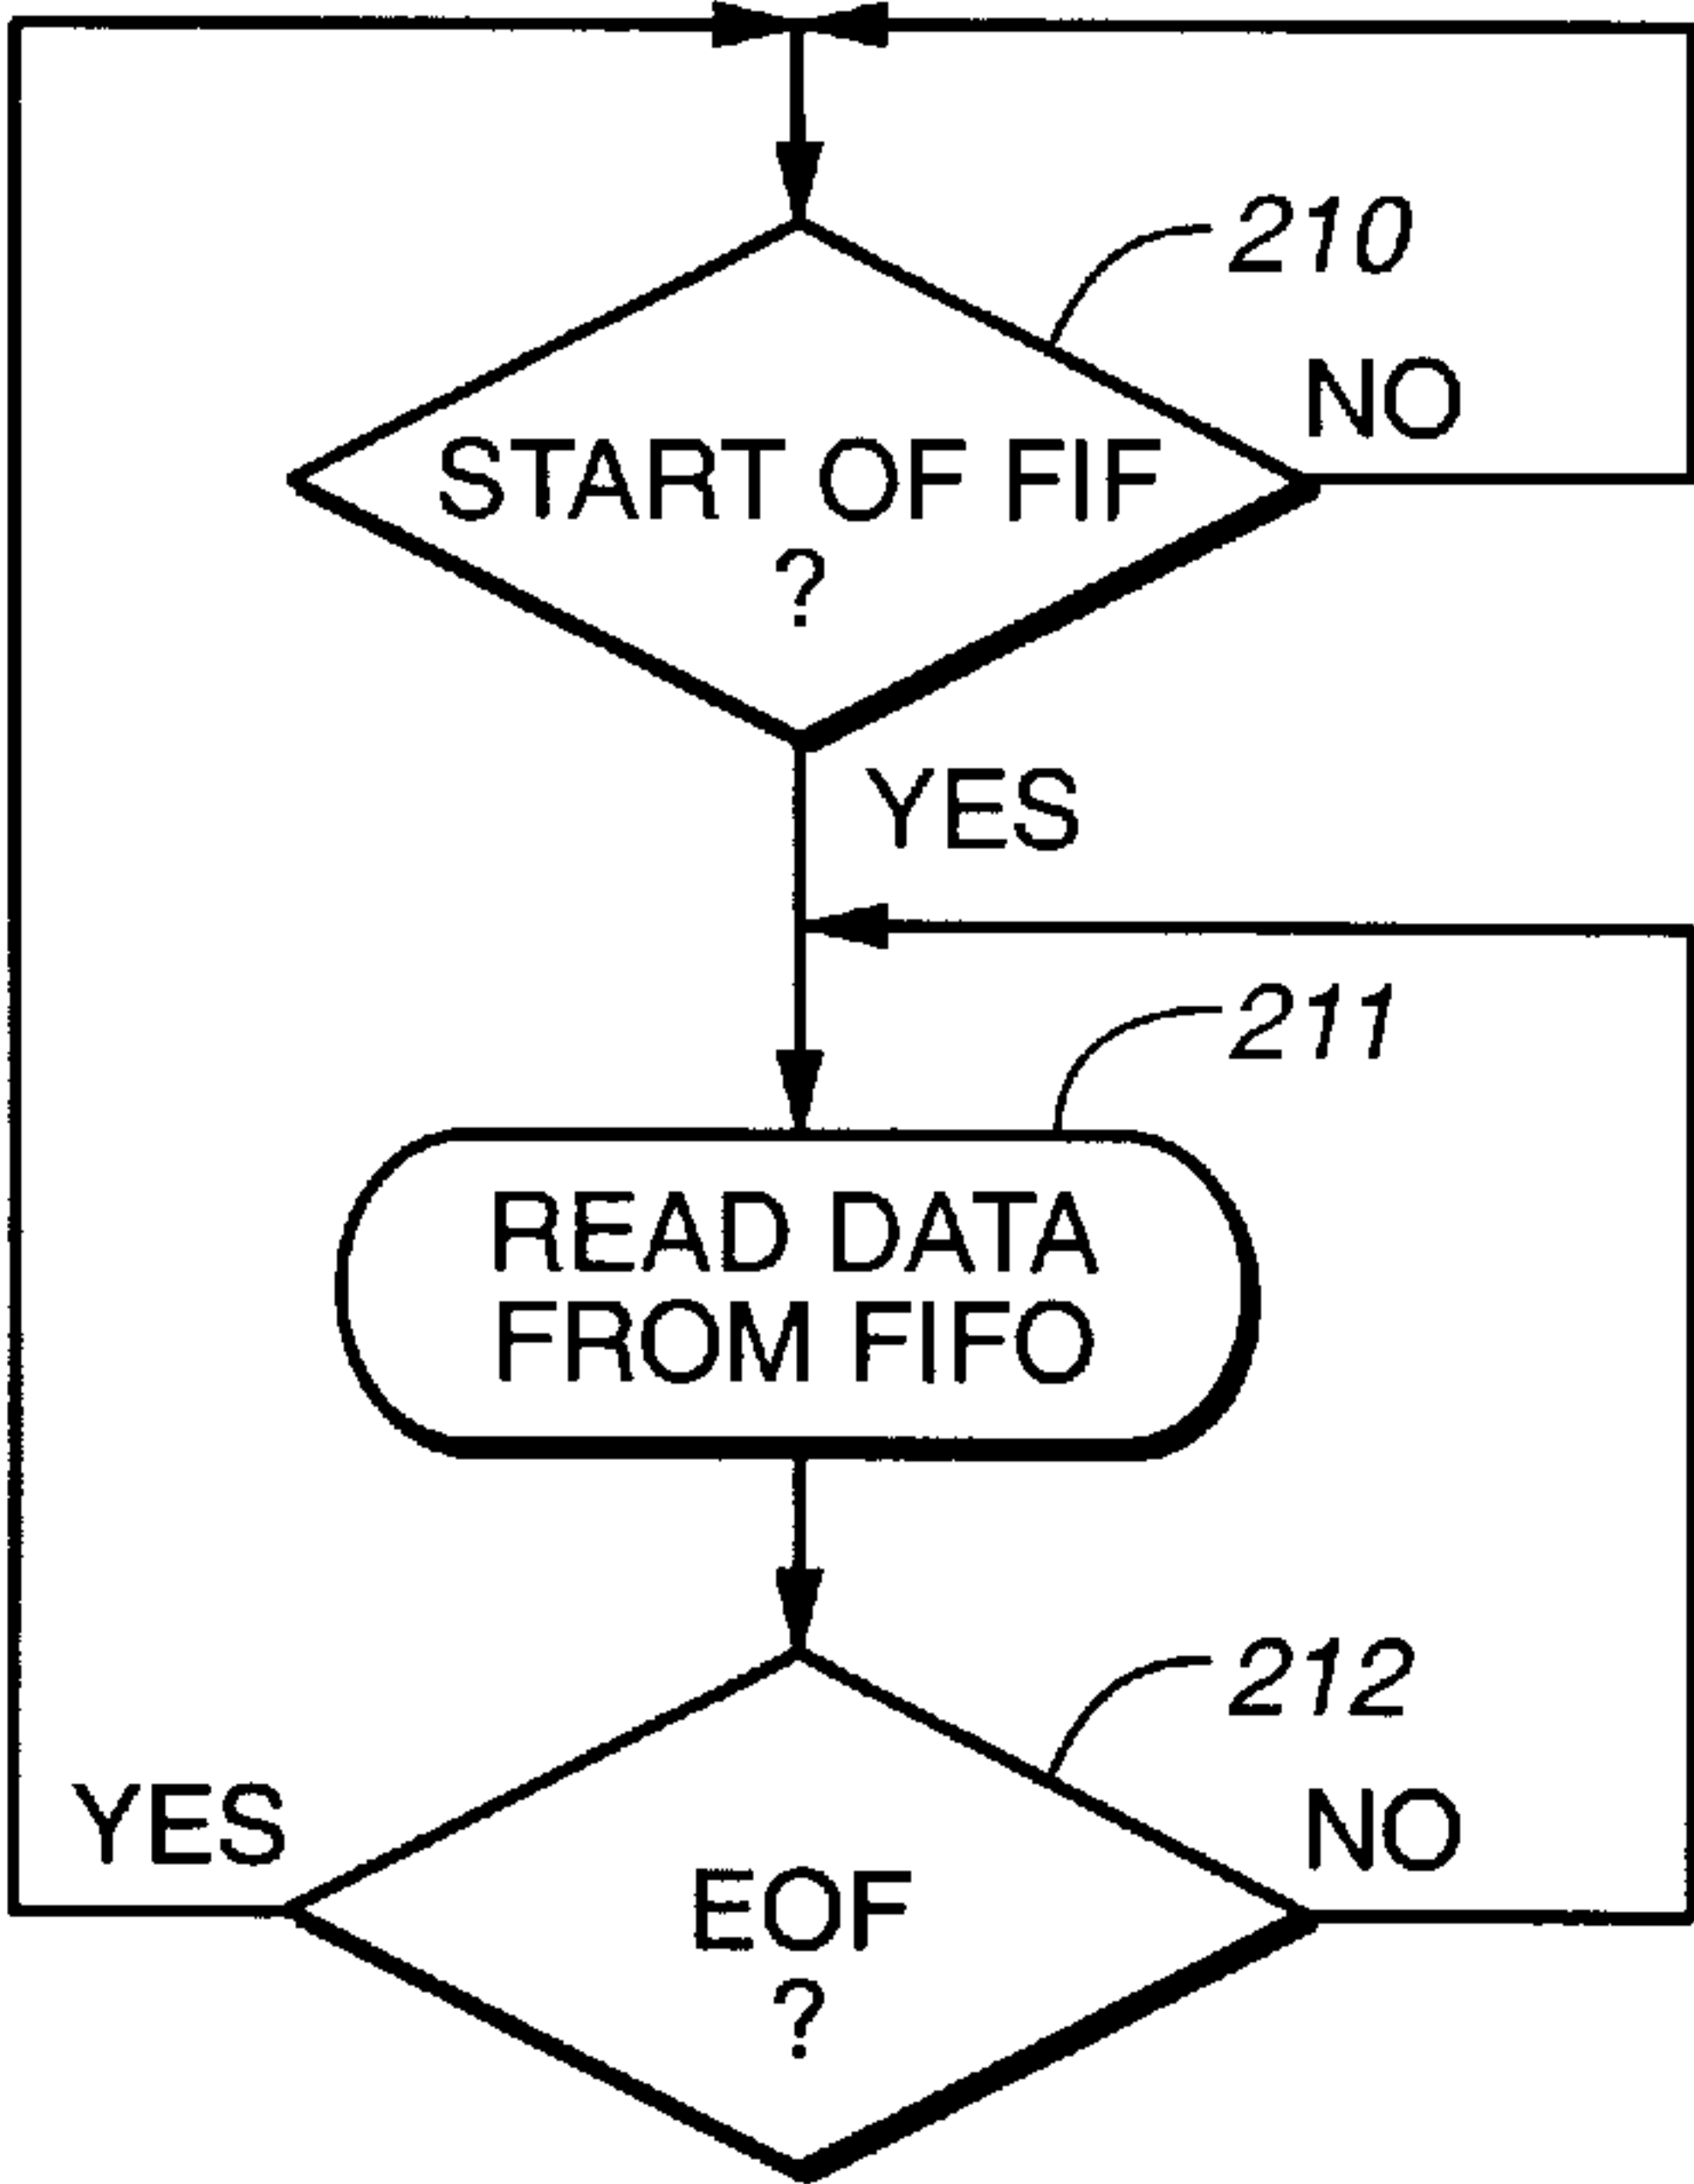 210
NO
START OF FIF
?
YES
211
READ DATA
FROM FIFO
212
YES
NO
EOF
?